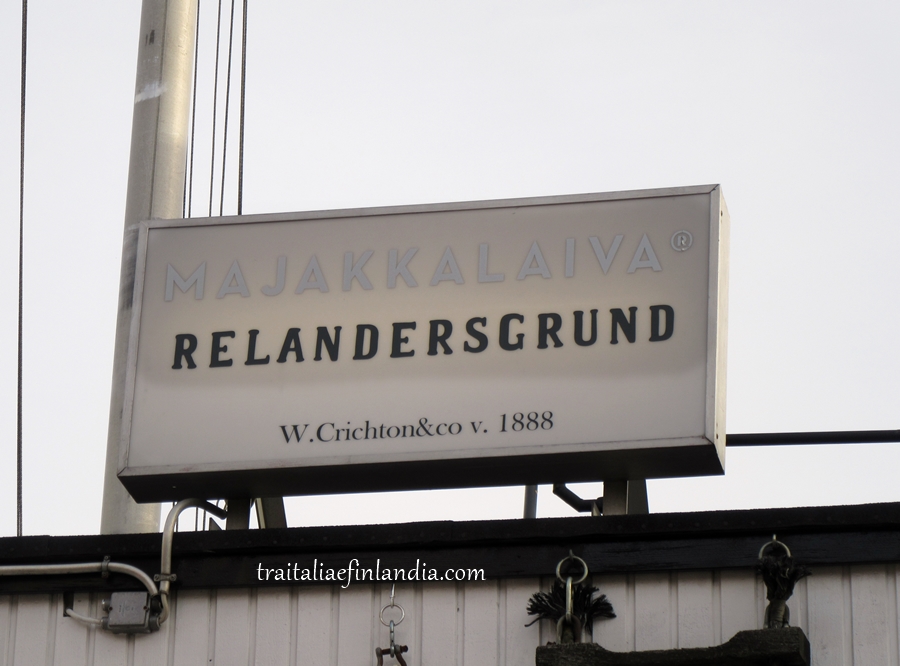 MAJAKKALAIVA®
RELANDERSGRUND
W.Crichton&co v. 1888
traitaliaefinlandia.com